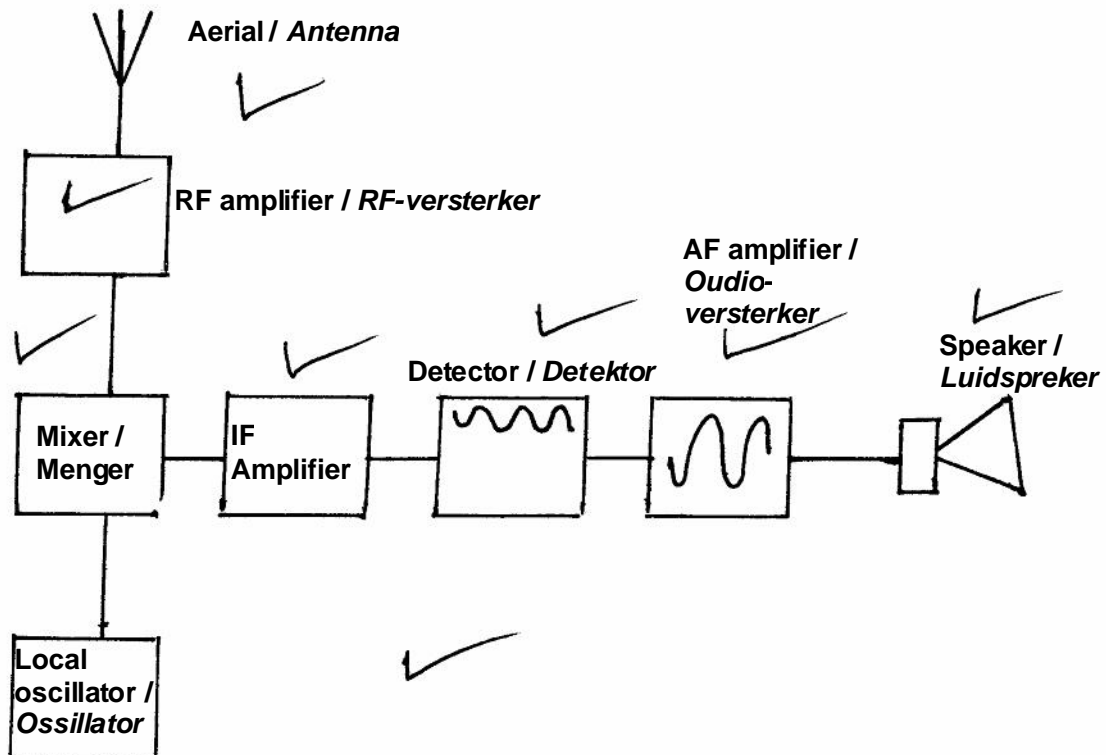 Aerial / Antenna
RF amplifier / RF-versterker
AF amplifier /
Oudio-
versterker
Speaker /
Luidspreker
Detector / Detektor
Mixer /
Menger
IF
Amplifier
Local
oscillator /
Ossillator